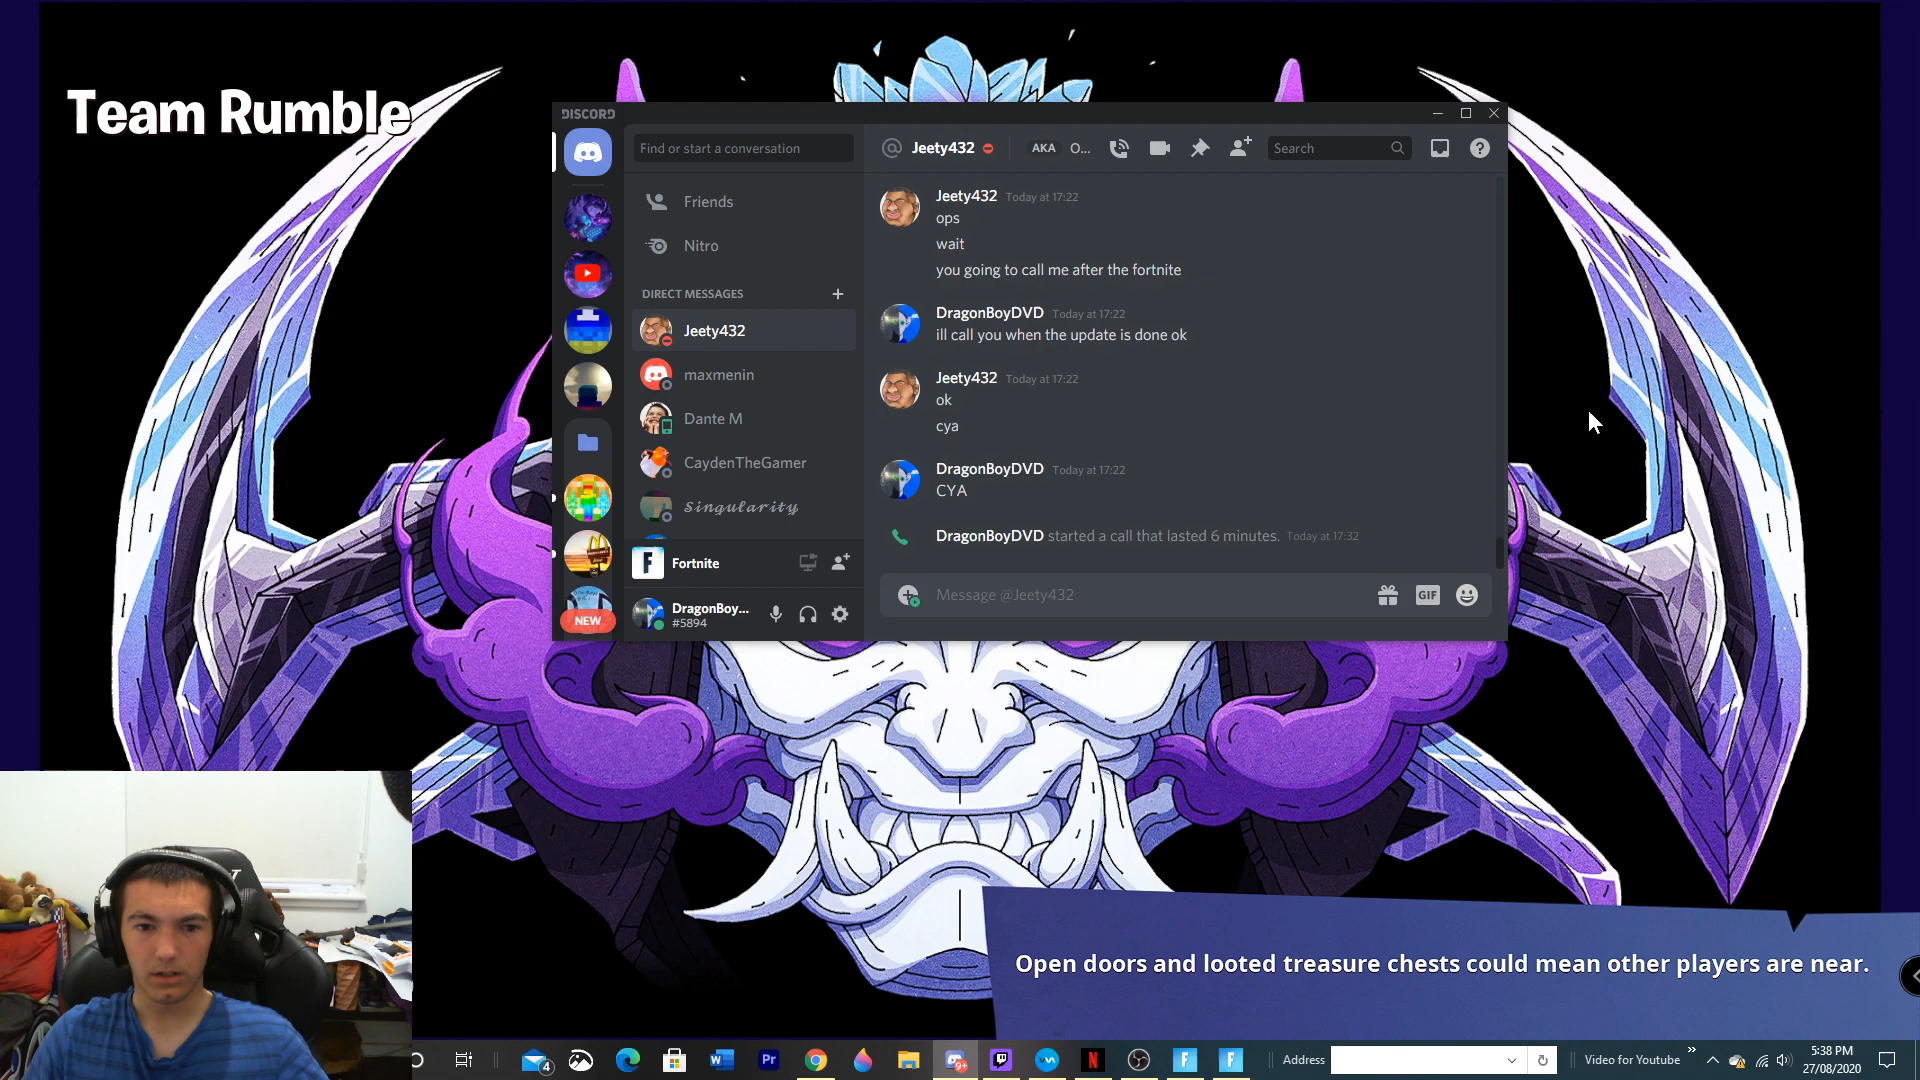 Team Rumble
DISCORD
Find or start a conversation
Jeety432
AKA O...
Search
Friends
Nitro
DIRECT MESSAGES
Jeety432
maxmenin
Dante M
CaydenTheGamer
Singularity
Fortnite
DragonBoy...
#5894
NEW
Jeety432 Today at 17:22
ops
wait
you going to call me after the fortnite
DragonBoyDVD Today at 17:22
ill call you when the update is done ok
Jeety432 Today at 17:22
ok
cya
DragonBoyDVD Today at 17:22
CYA
DragonBoyDVD started a call that lasted 6 minutes. Today at 17:32
Message @Jeety432
GIF
Open doors and looted treasure chests could mean other players are near.
4
W
Pr
9+
N
F
F
Address
Video for Youtube
5:38 PM
27/08/2020